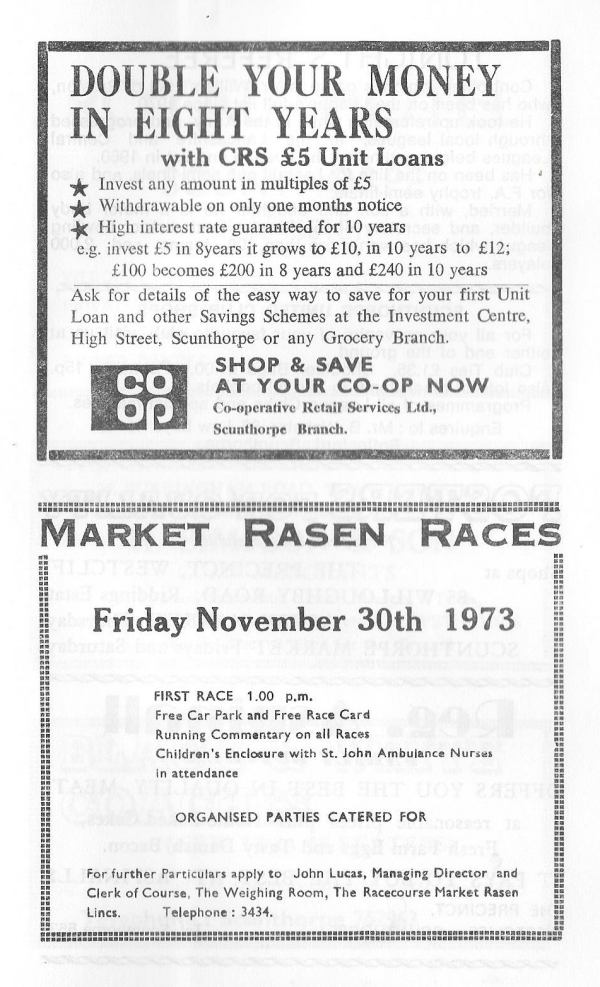 DOUBLE YOUR MONEY
IN EIGHT YEARS
with CRS £5 Unit Loans
★ Invest any amount in multiples of £5
★ Withdrawable on only one months notice
★ High interest rate guaranteed for 10 years
e.g. invest £5 in 8years it grows to £10, in 10 years to £12;
£100 becomes £200 in 8 years and £240 in 10 years
Ask for details of the easy way to save for your first Unit
Loan and other Savings Schemes at the Investment Centre,
High Street, Scunthorpe or any Grocery Branch.
CO
OP
SHOP & SAVE
AT YOUR CO-OP NOW
Co-operative Retail Services Ltd.,
Scunthorpe Branch.
MARKET RASEN RACES
Friday November 30th 1973
FIRST RACE 1.00 p.m.
Free Car Park and Free Race Card
Running Commentary on all Races
Children's Enclosure with St. John Ambulance Nurses
in attendance
ORGANISED PARTIES CATERED FOR
For further Particulars apply to John Lucas, Managing Director and
Clerk of Course, The Weighing Room, The Racecourse Market Rasen
Lincs. Telephone : 3434.